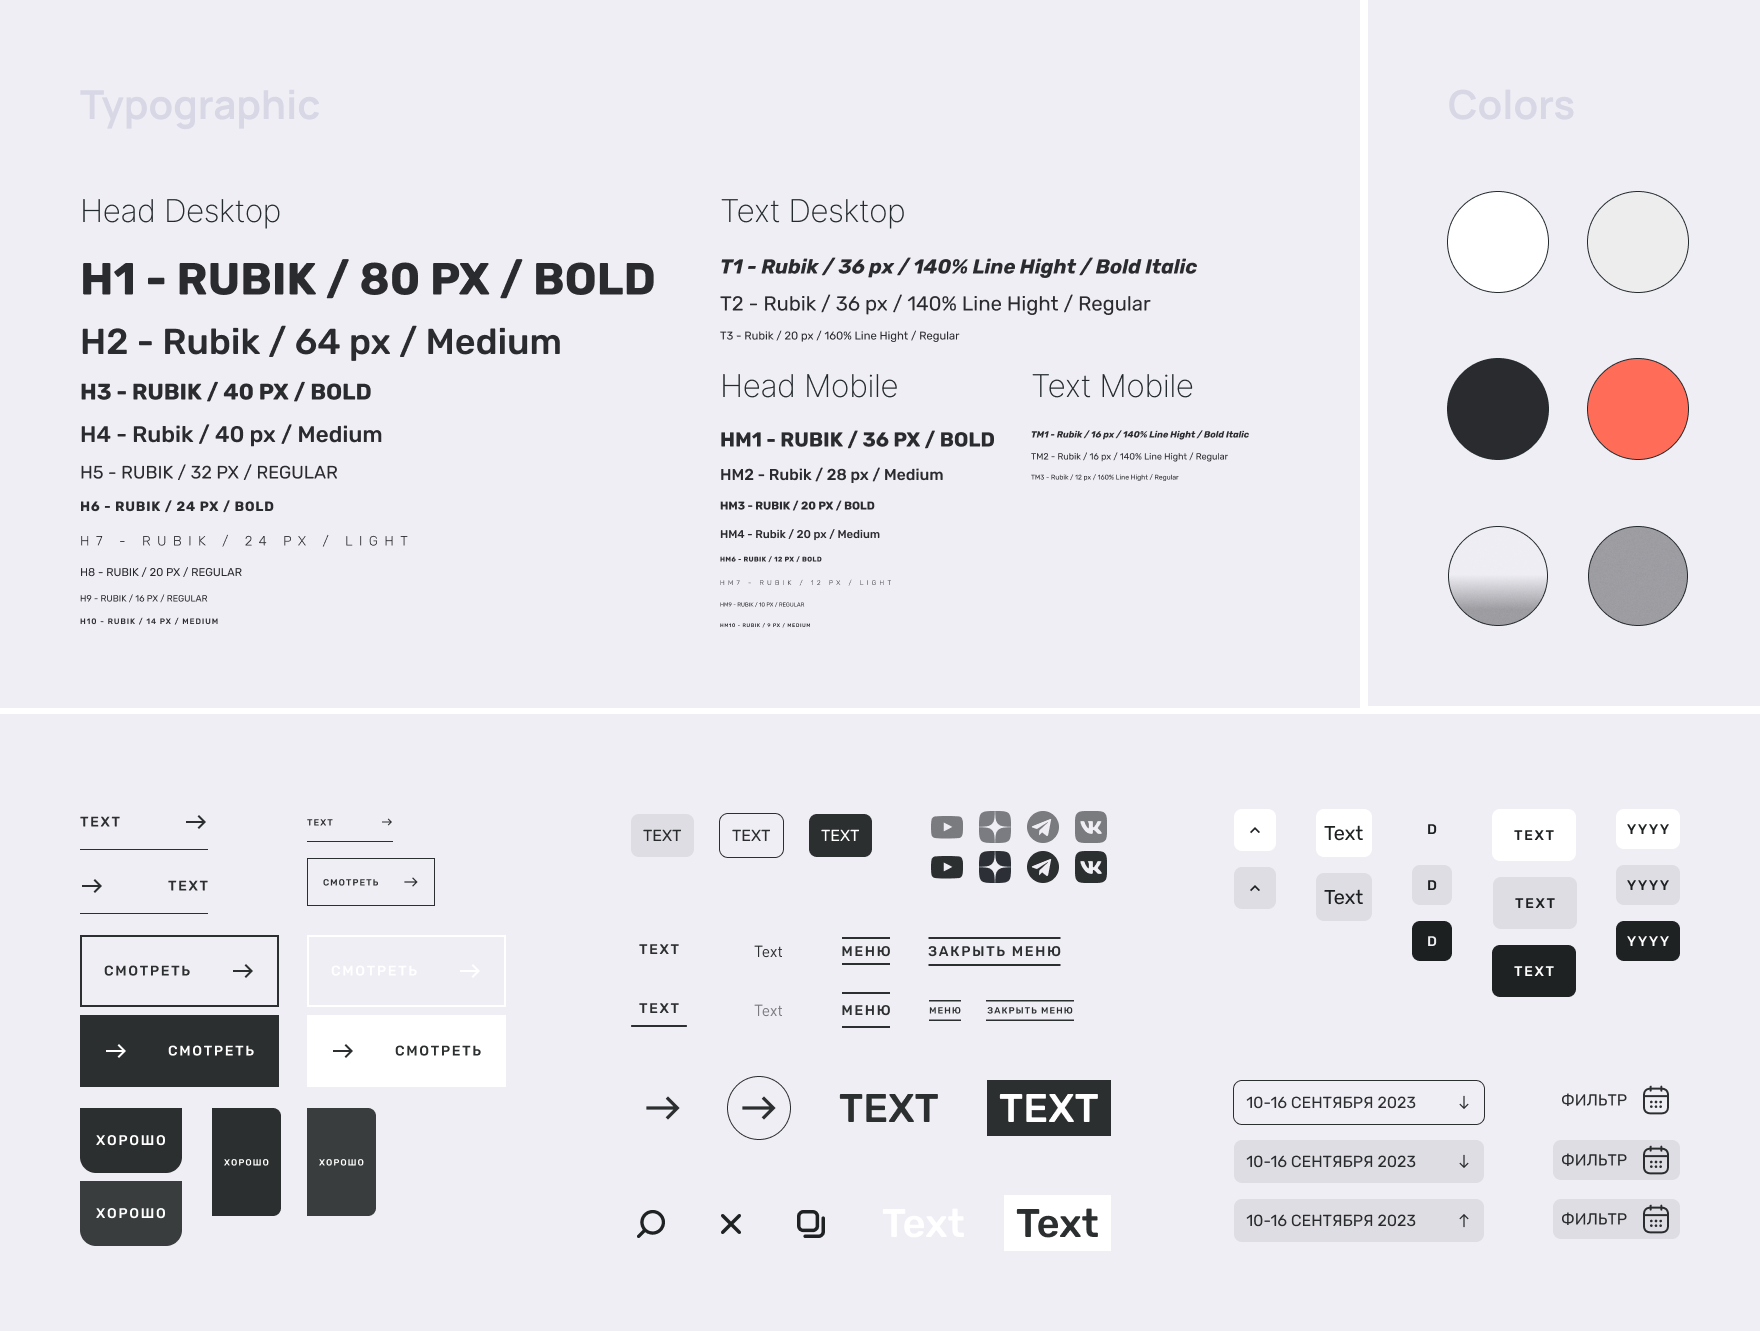 Typographic
Head Desktop
H1 - RUBIK / 80 PX / BOLD
H2 - Rubik / 64 px / Medium
H3 - RUBIK / 40 PX / BOLD
H4 - Rubik / 40 px / Medium
H5 - RUBIK / 32 PX / REGULAR
H6 - RUBIK / 24 PX / BOLD
H7 - RUBIK / 24 PX / LIGHT
H8 - RUBIK / 20 PX / REGULAR
H9 - RUBIK / 16 PX / REGULAR
H10 - RUBIK / 14 PX / MEDIUM
Text Desktop
T1 - Rubik / 36 px / 140% Line Hight / Bold Italic
T2 - Rubik / 36 px / 140% Line Hight / Regular
T3 - Rubik / 20 px / 160% Line Hight / Regular
Head Mobile
HM1 - RUBIK / 36 PX / BOLD
HM2 - Rubik / 28 px / Medium
HM3 - RUBIK / 20 PX / BOLD
HM4 - Rubik / 20 px / Medium
HM6 - RUBIK / 12 PX / BOLD
HM7 - RUBIK / 12 PX / LIGHT
HM9 - RUBIK / 10 PX / REGULAR
HM10 - RUBIK / 9 PX / MEDIUM
Text Mobile
TM1 - Rubik / 16 px / 140% Line Hight / Bold Italic
TM2 - Rubik / 16 px / 140% Line Hight / Regular
TM3 - Rubik / 12 px / 160% Line Hight / Regular
Colors
TEXT
TEXT
TEXT
СМОТРЕТЬ
СМОТРЕТЬ
СМОТРЕТЬ
СМОТРЕТЬ
СМОТРЕТЬ
ХОРОШО
ХОРОШО
ХОРОШО
ХОРОШО
TEXT
TEXT
TEXT
TEXT
Text
МЕНЮ
ЗАКРЫТЬ МЕНЮ
TEXT
Text
МЕНЮ
МЕНЮ
ЗАКРЫТЬ МЕНЮ
TEXT
TEXT
Text
Text
Text
Text
D
D
D
TEXT
TEXT
TEXT
YYYY
YYYY
YYYY
10-16 СЕНТЯБРЯ 2023
10-16 СЕНТЯБРЯ 2023
10-16 СЕНТЯБРЯ 2023
ФИЛЬТР
ФИЛЬТР
ФИЛЬТР